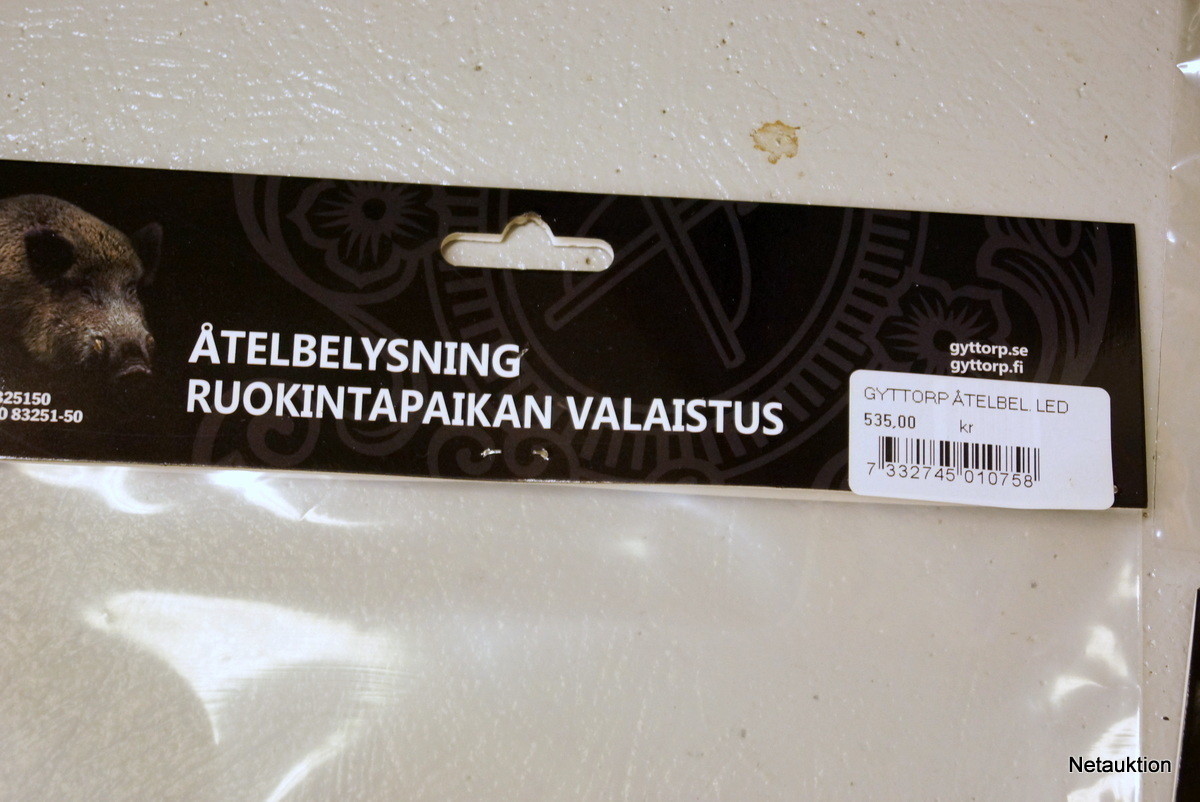 ÅTELBELYSNING
RUOKINTAPAIKAN VALAISTUS
325150
0 83251-50
gyttorp.se
gyttorp.fi
GYTTORP ÅTELBEL. LED
535,00 kr
7 332745 010758
Netauktion